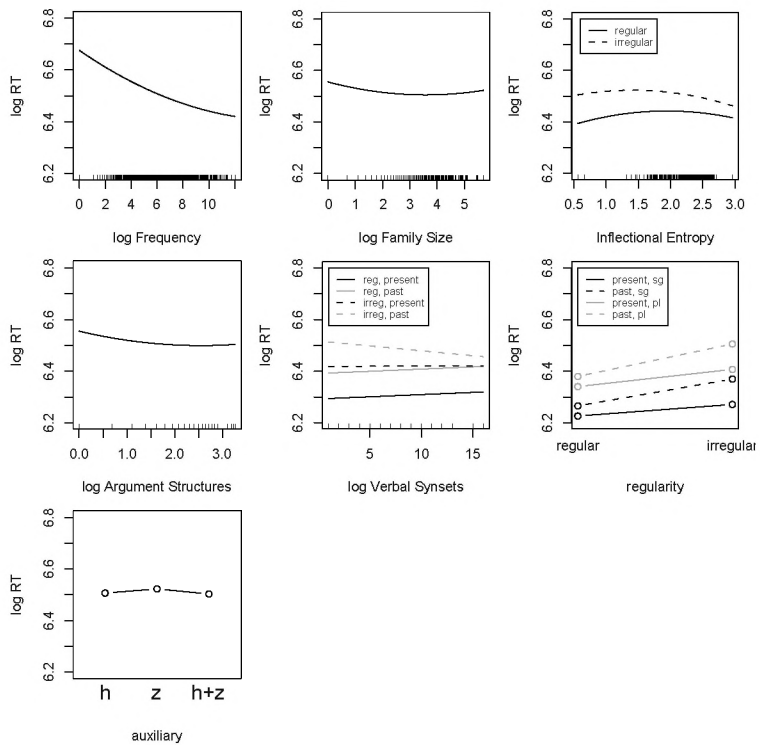 6.8
6.6
6.4
6.2
log RT
0 2 4 6 8 10
log Frequency
6.8
6.6
6.4
6.2
log RT
0 1 2 3 4 5
log Family Size
6.8
6.6
6.4
6.2
log RT
regular
irregular
0.5 1.0 1.5 2.0 2.5 3.0
Inflectional Entropy
6.8
6.6
6.4
6.2
log RT
0.0 1.0 2.0 3.0
log Argument Structures
6.8
6.6
6.4
6.2
log RT
reg, present
reg, past
irreg, present
irreg, past
5 10 15
log Verbal Synsets
6.8
6.6
6.4
6.2
log RT
present, sg
past, sg
present, pl
past, pl
regular irregular
regularity
6.8
6.6
6.4
6.2
log RT
h z h+z
auxiliary